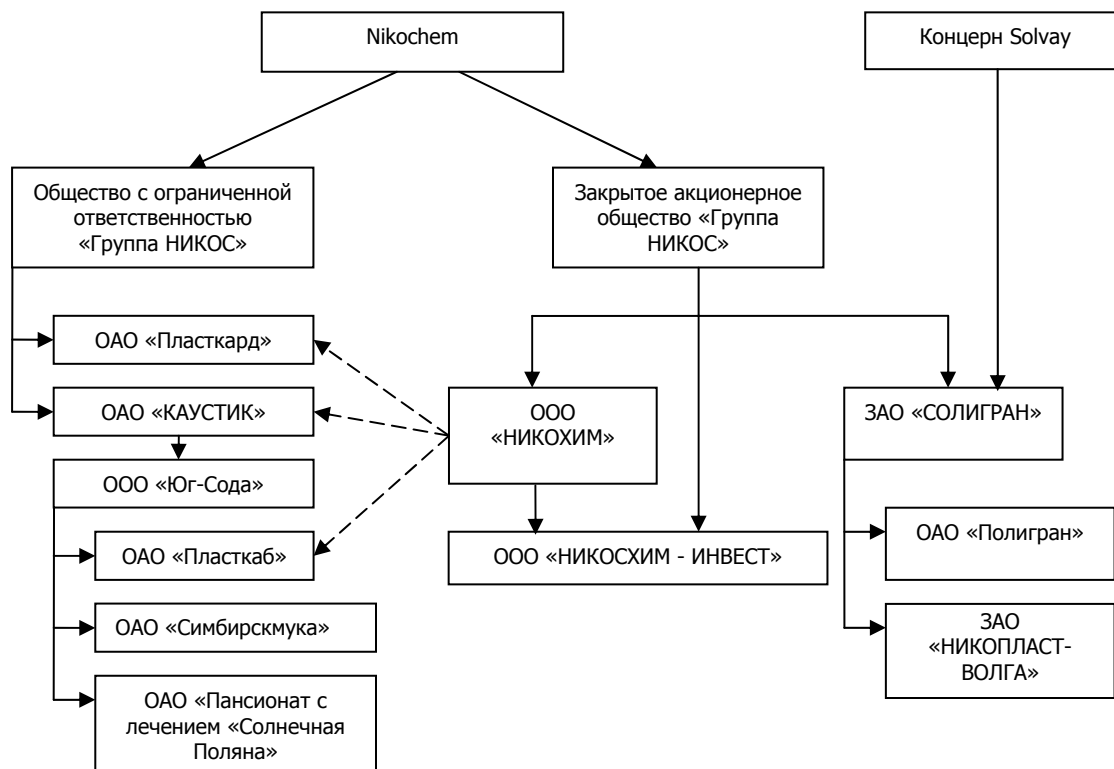 Nikochem
Концерн Solvay
Общество с ограниченной
ответственностью
«Группа НИКОС»
Закрытое акционерное
общество «Группа
НИКОС»
ОАО «Пласткард»
ОАО «КАУСТИК»
ООО «Юг-Сода»
ОАО «Пласткаб»
ОАО «Симбирскмука»
ОАО «Пансионат с
лечением «Солнечная
Поляна»
ООО
«НИКОХИМ»
ООО «НИКОСХИМ - ИНВЕСТ»
ЗАО «СОЛИГРАН»
ОАО «Полигран»
ЗАО
«НИКОПЛАСТ-
ВОЛГА»